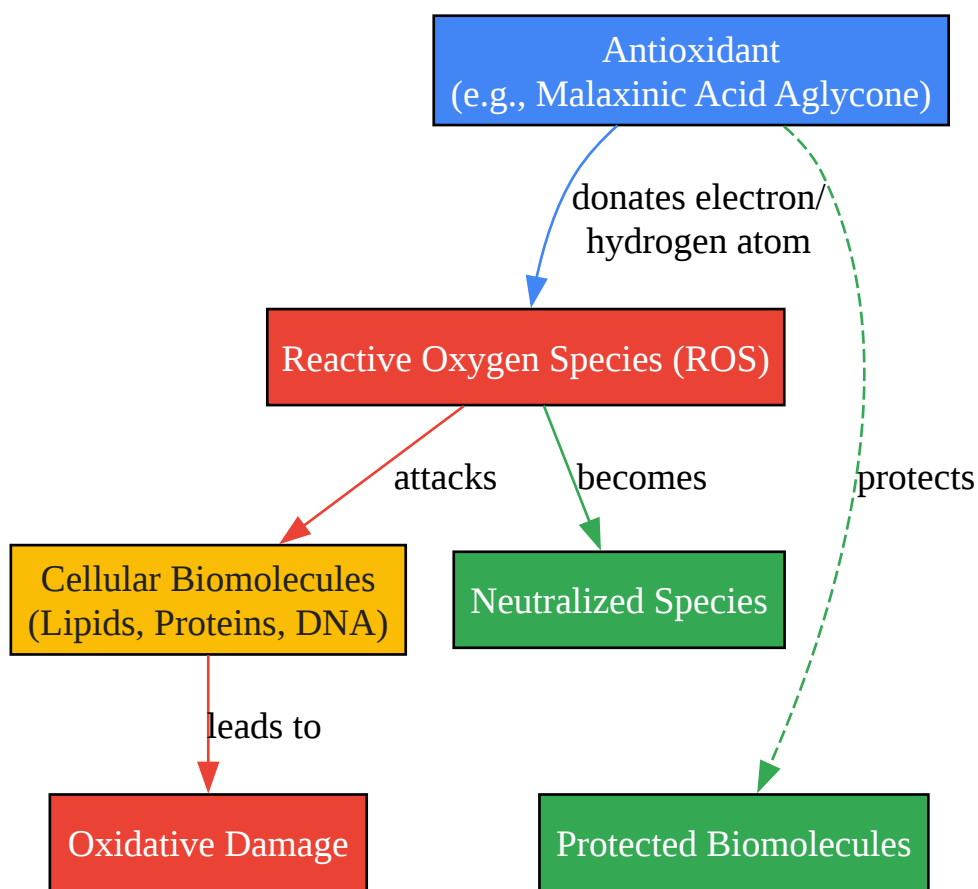 Antioxidant
(e.g., Malaxinic Acid Aglycone)
donates electron/
hydrogen atom
Reactive Oxygen Species (ROS)
attacks
becomes
protects
Cellular Biomolecules
(Lipids, Proteins, DNA)
Neutralized Species
leads to
Oxidative Damage
Protected Biomolecules